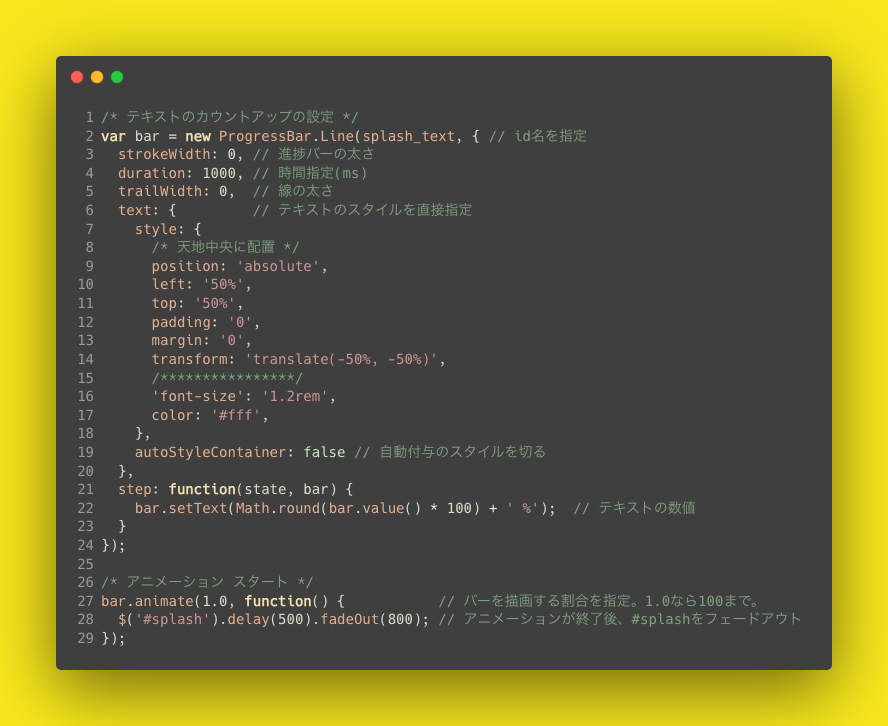 1 /* テキストのカウントアップの設定 */
2 var bar = new ProgressBar.Line(splash_text, { // id名を指定
3   strokeWidth: 0, // 進捗バーの太さ
4   duration: 1000, // 時間指定(ms)
5   trailWidth: 0,  // 線の太さ
6   text: {         // テキストのスタイルを直接指定
7     style: {
8       /* 天地中央に配置 */
9       position: 'absolute',
10       left: '50%',
11       top: '50%',
12       padding: '0',
13       margin: '0',
14       transform: 'translate(-50%, -50%)',
15       /****************/
16       'font-size': '1.2rem',
17       color: '#fff',
18     },
19     autoStyleContainer: false // 自動付与のスタイルを切る
20   },
21   step: function(state, bar) {
22     bar.setText(Math.round(bar.value() * 100) + ' %');  // テキストの数値
23   }
24 });
25
26 /* アニメーション スタート */
27 bar.animate(1.0, function() {           // バーを描画する割合を指定。1.0なら100まで。
28   $('#splash').delay(500).fadeOut(800); // アニメーションが終了後、#splashをフェードアウト
29 });